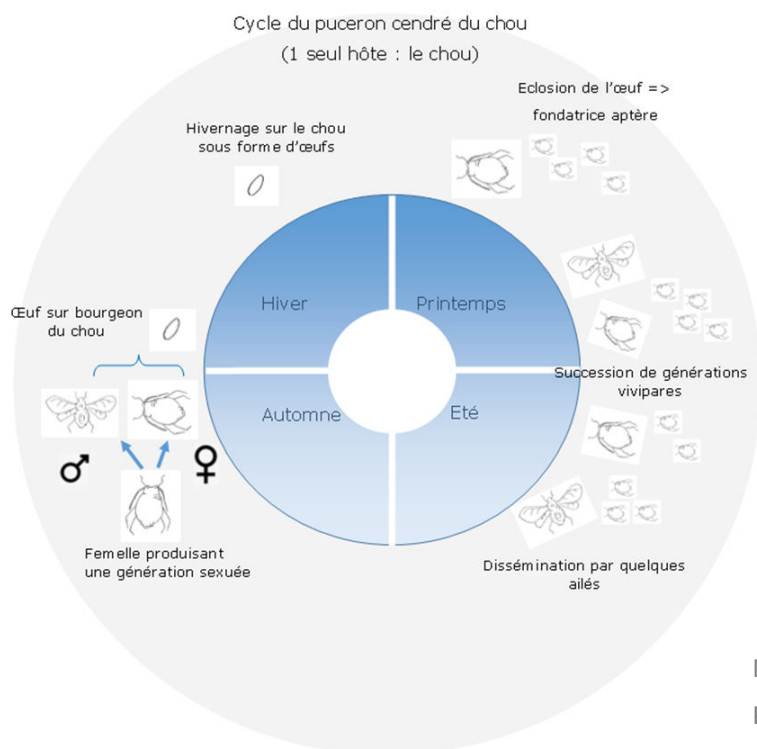 Cycle du puceron cendré du chou
(1 seul hôte : le chou)
Eclosion de l'œuf =>
fondatrice aptère
Hivernage sur le chou
sous forme d'œufs
Hiver
Printemps
Œuf sur bourgeon
du chou
Succession de générations
vivipares
Automne
Eté
♂
♀
Femelle produisant
une génération sexuée
Dissémination par quelques
ailés